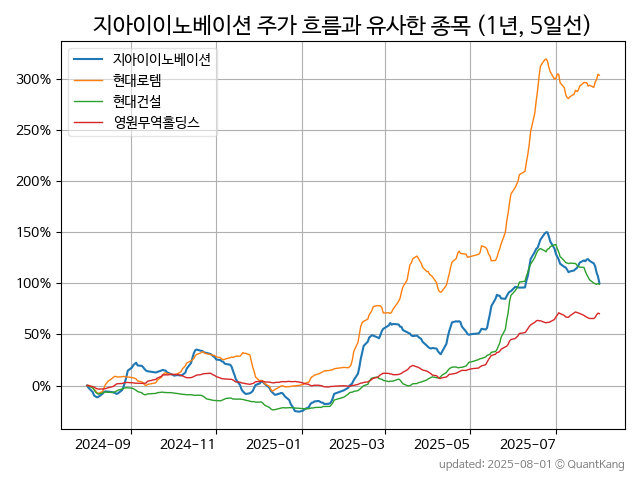 지아이이노베이션 주가 흐름과 유사한 종목 (1년, 5일선)
지아이이노베이션
현대로템
현대건설
영원무역홀딩스
300%
250%
200%
150%
100%
50%
0%
2024-09 2024-11 2025-01 2025-03 2025-05 2025-07
updated: 2025-08-01 © QuantKang